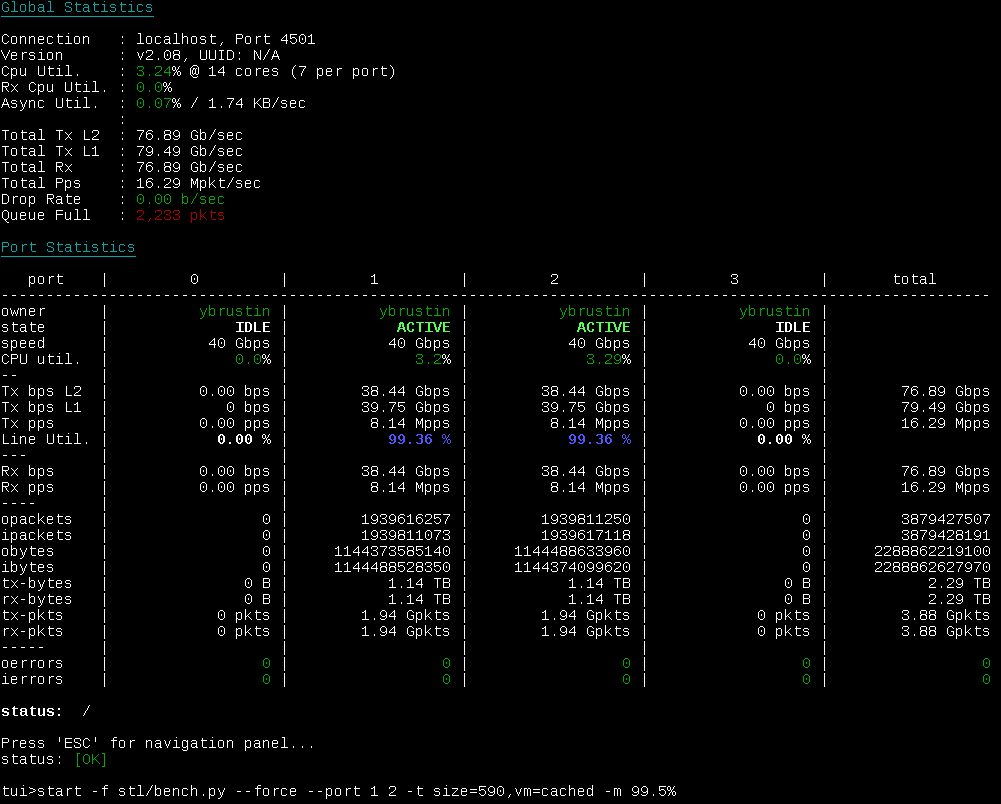 Global Statistics
Connection : localhost, Port 4501
Version : v2.08, UUID: N/A
Cpu Util. : 3.24% @ 14 cores (7 per port)
Rx Cpu Util. : 0.0%
Async Util. : 0.07% / 1.74 KB/sec
:
Total Tx L2 : 76.89 Gb/sec
Total Tx L1 : 79.49 Gb/sec
Total Rx : 76.89 Gb/sec
Total Pps : 16.29 Mpkt/sec
Drop Rate : 0.00 b/sec
Queue Full : 2,233 pkts
Port Statistics
port | 0 | 1 | 2 | 3 | total
owner | ybrustin | ybrustin | ybrustin | ybrustin |
state | IDLE | ACTIVE | ACTIVE | IDLE |
speed | 40 Gbps | 40 Gbps | 40 Gbps | 40 Gbps |
CPU util. | 0.0% | 3.2% | 3.29% | 0.0% |
-- | | | | |
Tx bps L2 | 0.00 bps | 38.44 Gbps | 38.44 Gbps | 0.00 bps | 76.89 Gbps
Tx bps L1 | 0 bps | 39.75 Gbps | 39.75 Gbps | 0 bps | 79.49 Gbps
Tx pps | 0.00 pps | 8.14 Mpps | 8.14 Mpps | 0.00 pps | 16.29 Mpps
Line Util. | 0.00 % | 99.36 % | 99.36 % | 0.00 % |
--- | | | | |
Rx bps | 0.00 bps | 38.44 Gbps | 38.44 Gbps | 0.00 bps | 76.89 Gbps
Rx pps | 0.00 pps | 8.14 Mpps | 8.14 Mpps | 0.00 pps | 16.29 Mpps
---- | | | | |
opackets | 0 | 1939616257 | 1939811250 | 0 | 3879427507
ipackets | 0 | 1939811073 | 1939617118 | 0 | 3879428191
obytes | 0 | 1144373585140 | 1144488633960 | 0 | 2288862219100
ibytes | 0 | 1144488528350 | 1144374099620 | 0 | 2288862627970
tx-bytes | 0 B | 1.14 TB | 1.14 TB | 0 B | 2.29 TB
rx-bytes | 0 B | 1.14 TB | 1.14 TB | 0 B | 2.29 TB
tx-pkts | 0 pkts | 1.94 Gpkts | 1.94 Gpkts | 0 pkts | 3.88 Gpkts
rx-pkts | 0 pkts | 1.94 Gpkts | 1.94 Gpkts | 0 pkts | 3.88 Gpkts
----- | | | | |
oerrors | 0 | 0 | 0 | 0 | 0
ierrors | 0 | 0 | 0 | 0 | 0
status: /
Press 'ESC' for navigation panel...
status: [OK]
tui>start -f stl/bench.py --force --port 1 2 -t size=590,vm=cached -m 99.5%